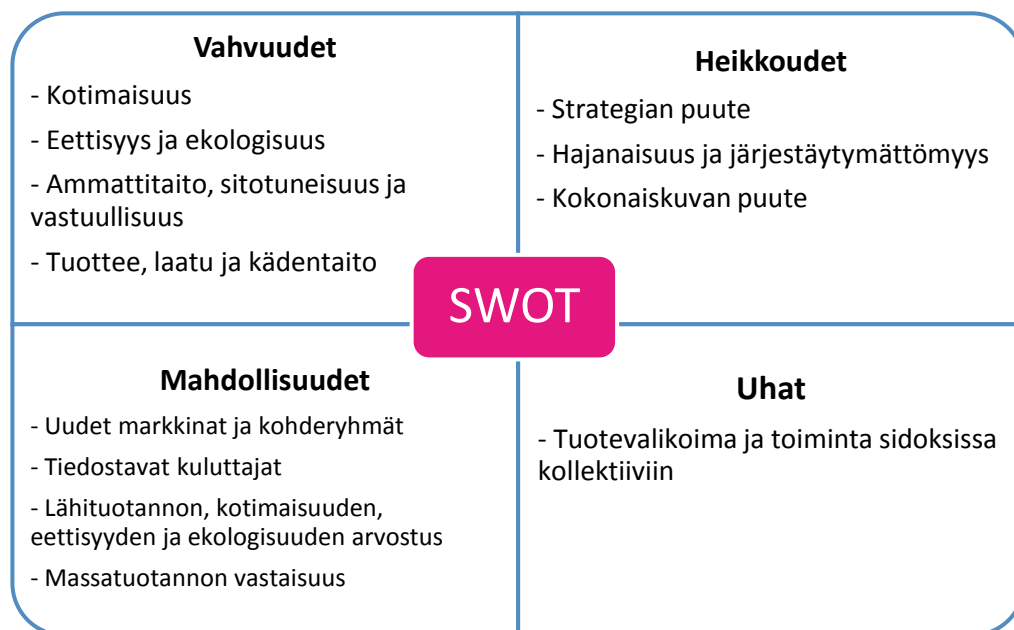 Vahvuudet
- Kotimaisuus
- Eettisyys ja ekologisuus
- Ammattitaito, sitotuneisuus ja
vastuullisuus
- Tuottee, laatu ja kädentaito
Heikkoudet
- Strategian puute
- Hajanaisuus ja järjestäytymättömyys
- Kokonaiskuvan puute
SWOT
Mahdollisuudet
- Uudet markkinat ja kohderyhmät
- Tiedostavat kuluttajat
- Lähituotannon, kotimaisuuden,
eettisyyden ja ekologisuuden arvostus
- Massatuotannon vastaisuus
Uhat
- Tuotevalikoima ja toiminta sidoksissa
kollektiiviin